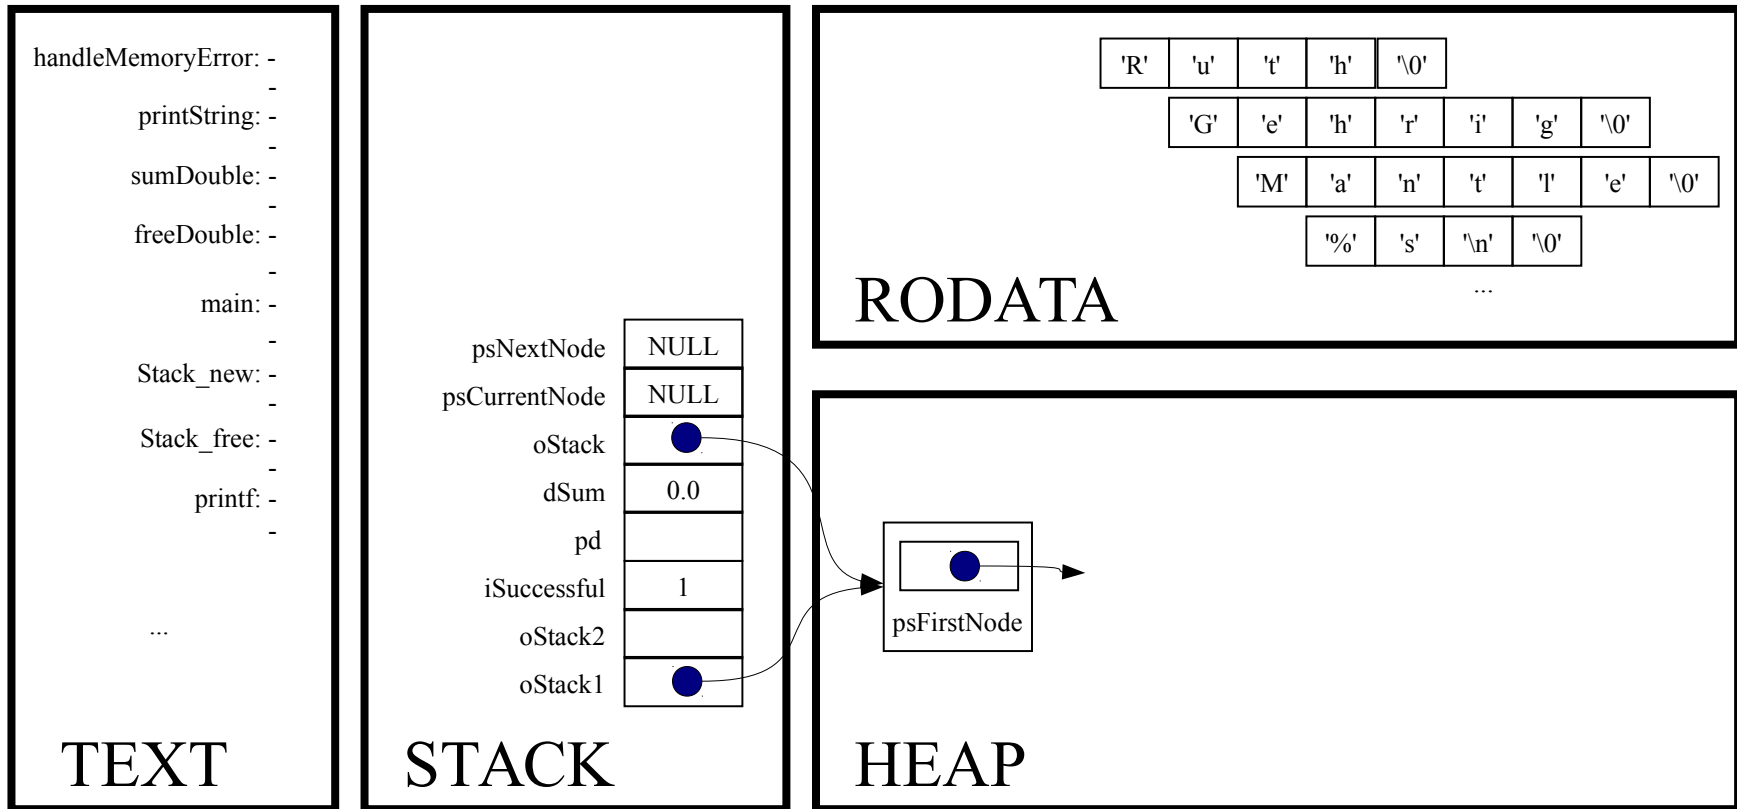 handleMemoryError: -
-
printString: -
-
sumDouble: -
-
freeDouble: -
-
main: -
-
Stack_new: -
-
Stack_free: -
-
printf: -
-
...
TEXT
psNextNode NULL
psCurrentNode NULL
oStack
dSum 0.0
pd
iSuccessful 1
oStack2
oStack1
STACK
'R' 'u' 't' 'h' '\0'
'G' 'e' 'h' 'r' 'i' 'g' '\0'
'M' 'a' 'n' 't' 'l' 'e' '\0'
'%' 's' '\n' '\0'
...
RODATA
psFirstNode
HEAP